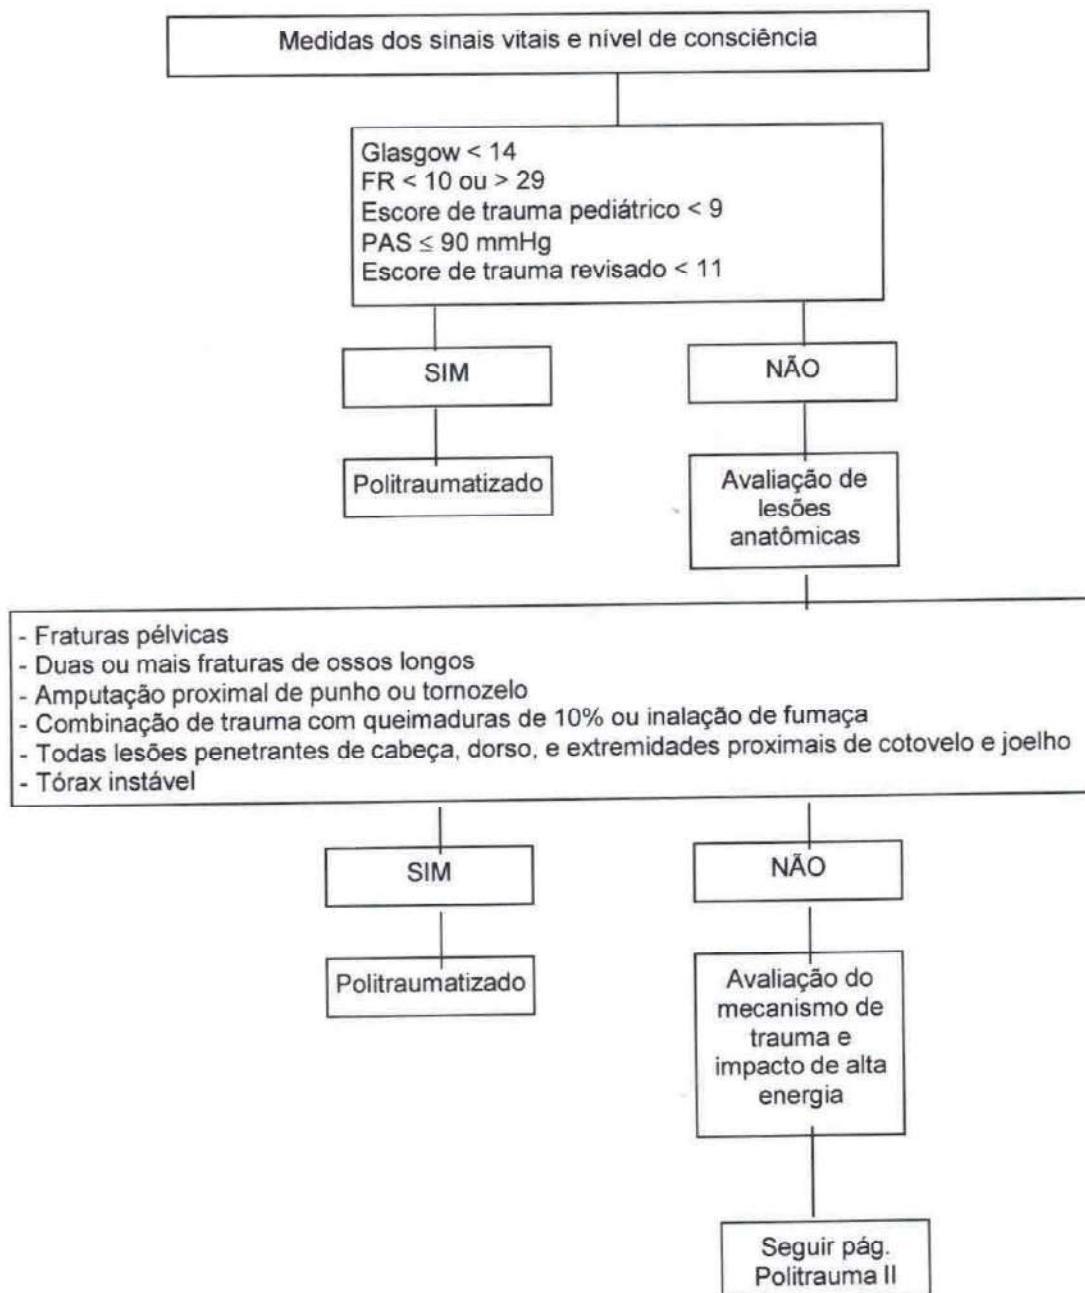 Medidas dos sinais vitais e nível de consciência
Glasgow < 14
FR < 10 ou > 29
Escore de trauma pediátrico < 9
PAS ≤ 90 mmHg
Escore de trauma revisado < 11
SIM
NÃO
Politraumatizado
Avaliação de
lesões
anatômicas
- Fraturas pélvicas
- Duas ou mais fraturas de ossos longos
- Amputação proximal de punho ou tornozelo
- Combinação de trauma com queimaduras de 10% ou inalação de fumaça
- Todas lesões penetrantes de cabeça, dorso, e extremidades proximais de cotovelo e joelho
- Tórax instável
SIM
NÃO
Politraumatizado
Avaliação do
mecanismo de
trauma e
impacto de alta
energia
Seguir pág.
Politrauma II